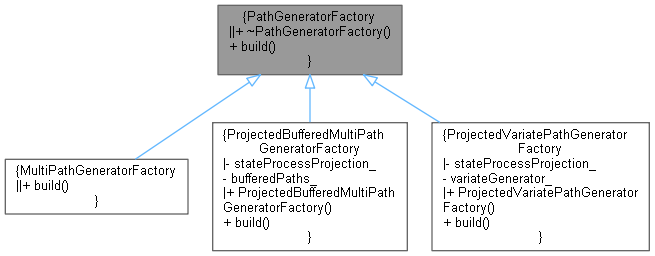 {PathGeneratorFactory
||+ ~PathGeneratorFactory()
+ build()
}
{MultiPathGeneratorFactory
||+ build()
}
{ProjectedBufferedMultiPath
GeneratorFactory
|- stateProcessProjection_
- bufferedPaths_
|+ ProjectedBufferedMultiPath
GeneratorFactory()
+ build()
}
{ProjectedVariatePathGenerator
Factory
|- stateProcessProjection_
- variateGenerator_
|+ ProjectedVariatePathGenerator
Factory()
+ build()
}